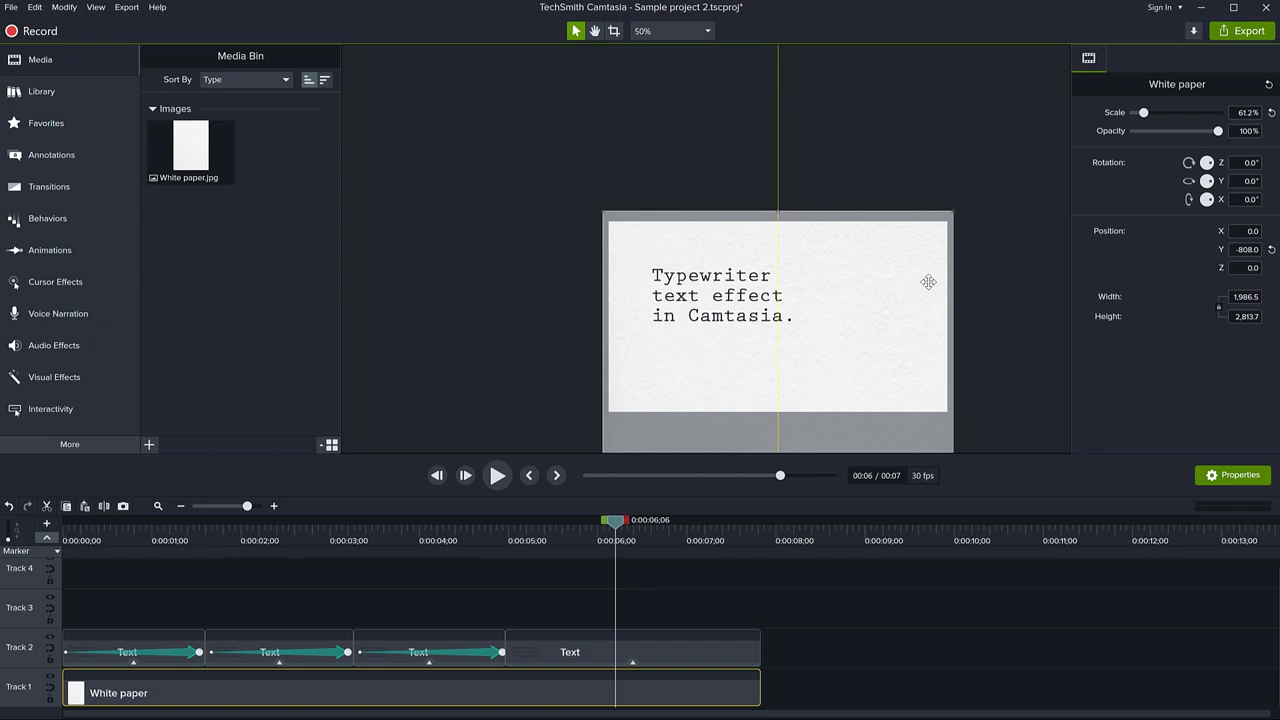 File Edit Modify View Export Help
TechSmith Camtasia - Sample project 2.tscproj*
Sign In
Record
50%
Export
Media
Library
Favorites
Annotations
Transitions
Behaviors
Animations
Cursor Effects
Voice Narration
Audio Effects
Visual Effects
Interactivity
More
Media Bin
Sort By Type
Images
White paper.jpg
Typewriter
text effect
in Camtasia.
White paper
Scale 61.2%
Opacity 100%
Rotation: Z 0.0°
Y 0.0°
X 0.0°
Position: X 0.0
Y -808.0
Z 0.0
Width: 1,986.5
Height: 2,813.7
00:06 / 00:07 30 fps
Properties
0:00:06;06
0:00:00;00 0:00:01;00 0:00:02;00 0:00:03;00 0:00:04;00 0:00:05;00 0:00:06;00 0:00:07;00 0:00:08;00 0:00:09;00 0:00:10;00 0:00:11;00 0:00:12;00 0:00:13;00
Marker
Track 4
Track 3
Track 2 Text Text Text Text
Track 1 White paper